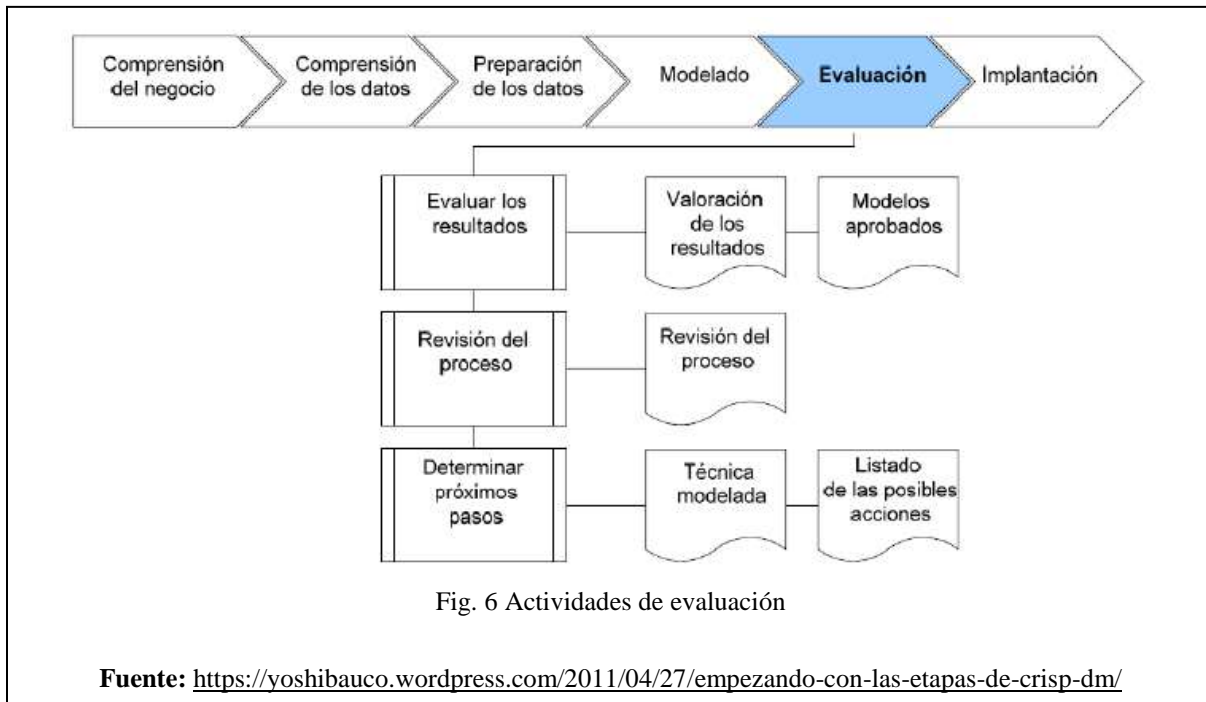 Comprensión
del negocio
Comprensión
de los datos
Preparación
de los datos
Modelado
Evaluación
Implantación
Evaluar los
resultados
Valoración
de los
resultados
Modelos
aprobados
Revisión del
proceso
Revisión del
proceso
Determinar
próximos
pasos
Técnica
modelada
Listado
de las posibles
acciones
Fig. 6 Actividades de evaluación
Fuente: https://yoshibauco.wordpress.com/2011/04/27/empezando-con-las-etapas-de-crisp-dm/